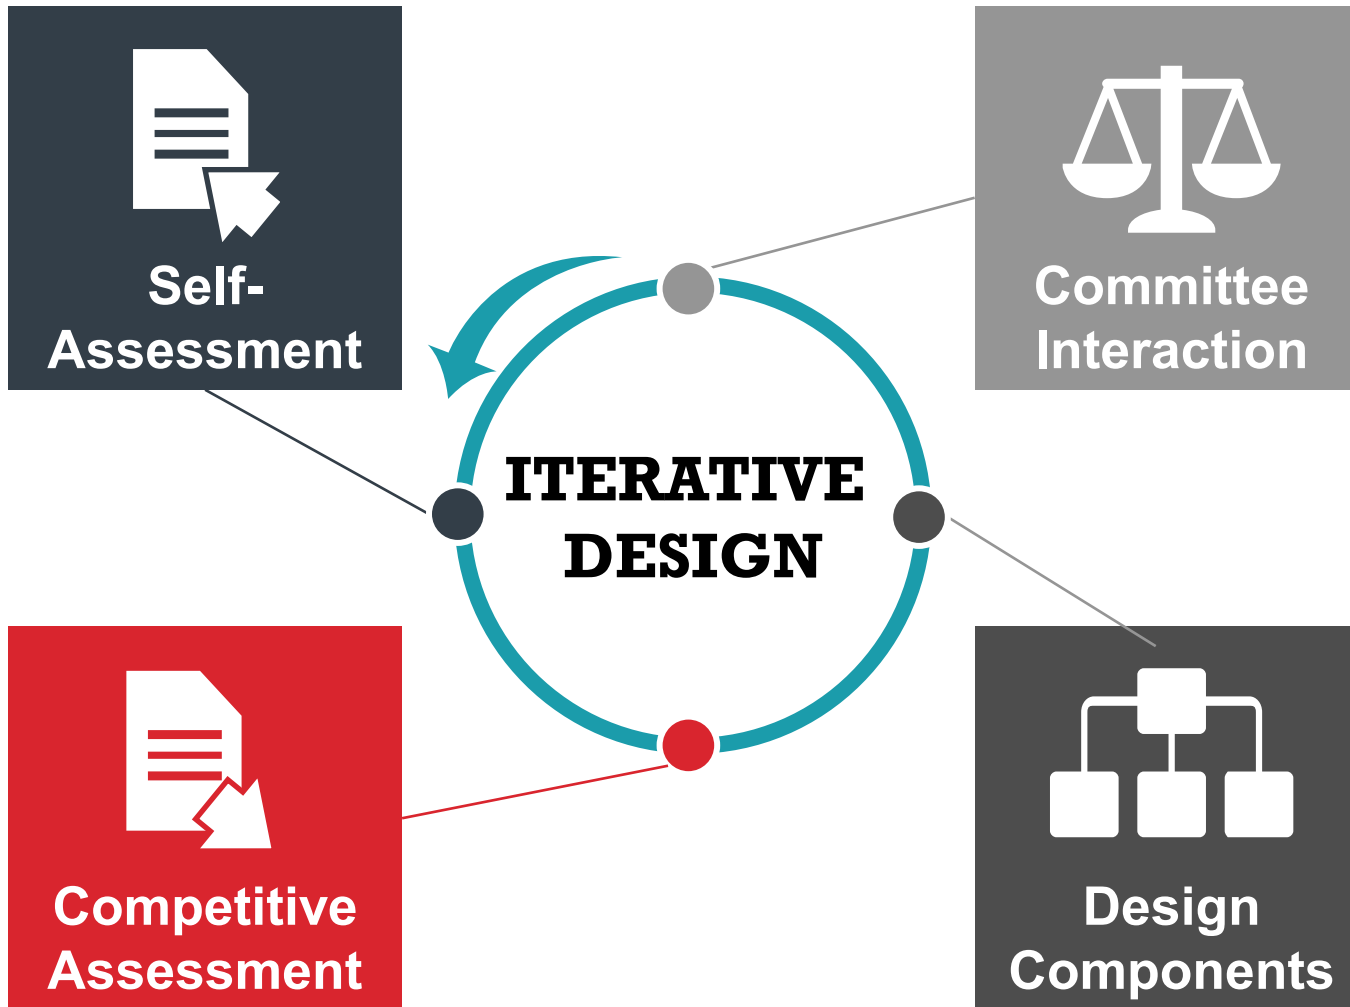 Self-
Assessment
Committee
Interaction
ITERATIVE
DESIGN
Competitive
Assessment
Design
Components